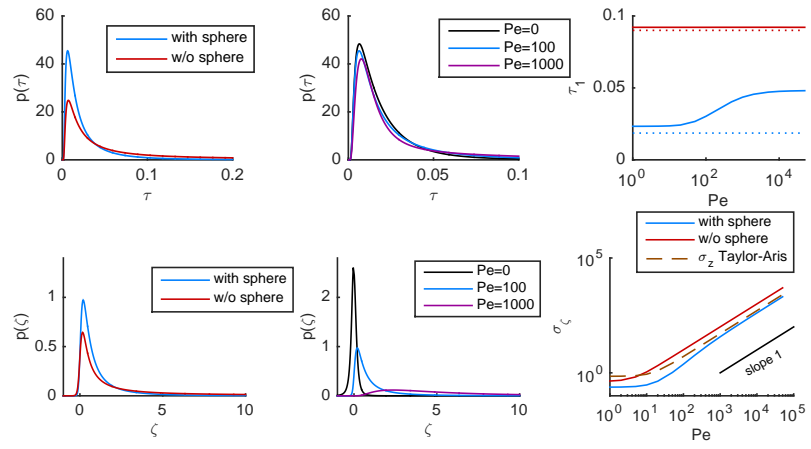 60
40
20
0
p(τ)
with sphere
w/o sphere
0
0.1
0.2
τ
60
40
20
0
p(τ)
Pe=0
Pe=100
Pe=1000
0
0.05
0.1
τ
0.1
0.05
0
τ1
10^0
10^2
10^4
Pe
1
0.5
0
p(ζ)
with sphere
w/o sphere
0
5
10
ζ
2
1
0
p(ζ)
Pe=0
Pe=100
Pe=1000
0
5
10
ζ
with sphere
w/o sphere
σz Taylor-Aris
10^5
10^0
σζ
slope 1
10^0
10^1
10^2
10^3
10^4
10^5
Pe